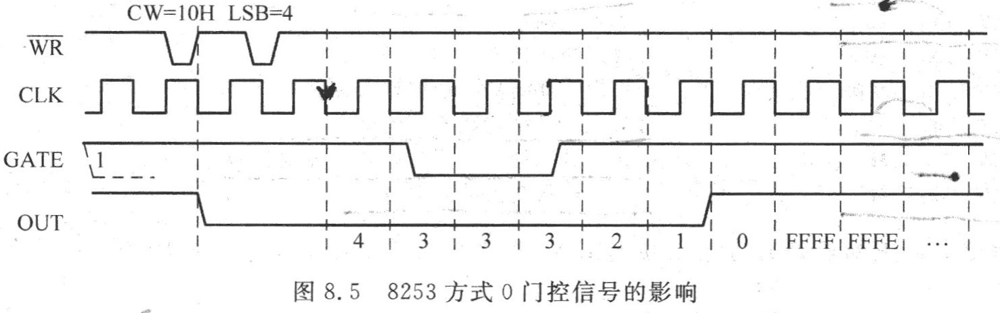 CW=10H LSB=4
WR
CLK
GATE 1
OUT
4 3 3 3 2 1 0 FFFF FFFE …
图 8.5 8253 方式 0 门控信号的影响